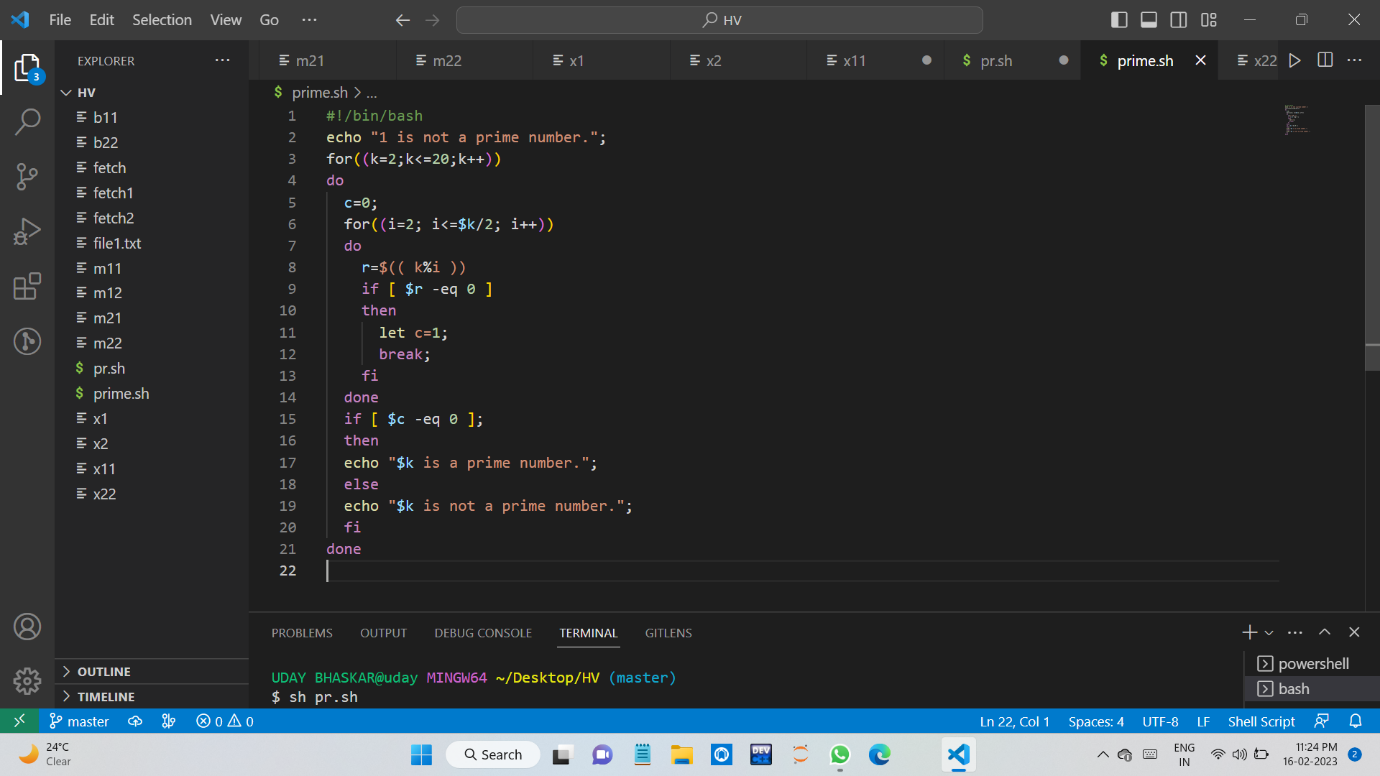 File Edit Selection View Go ··· HV
EXPLORER ···
m21 m22 x1 x2 x11 $ pr.sh $ prime.sh x22 ···
3
HV
b11
b22
fetch
fetch1
fetch2
file1.txt
m11
m12
m21
m22
$ pr.sh
$ prime.sh
x1
x2
x11
x22
OUTLINE
TIMELINE
$ prime.sh > ...
1 #!/bin/bash
2 echo "1 is not a prime number.";
3 for((k=2;k<=20;k++))
4 do
5 c=0;
6 for((i=2; i<=$k/2; i++))
7 do
8 r=$(( k%i ))
9 if [ $r -eq 0 ]
10 then
11 let c=1;
12 break;
13 fi
14 done
15 if [ $c -eq 0 ];
16 then
17 echo "$k is a prime number.";
18 else
19 echo "$k is not a prime number.";
20 fi
21 done
22
PROBLEMS OUTPUT DEBUG CONSOLE TERMINAL GITLENS
UDAY BHASKAR@uday MINGW64 ~/Desktop/HV (master)
$ sh pr.sh
powershell
bash
master 0 0 Ln 22, Col 1 Spaces: 4 UTF-8 LF Shell Script
24°C
Clear
Search
DEV
ENG
IN
11:24 PM
16-02-2023
2